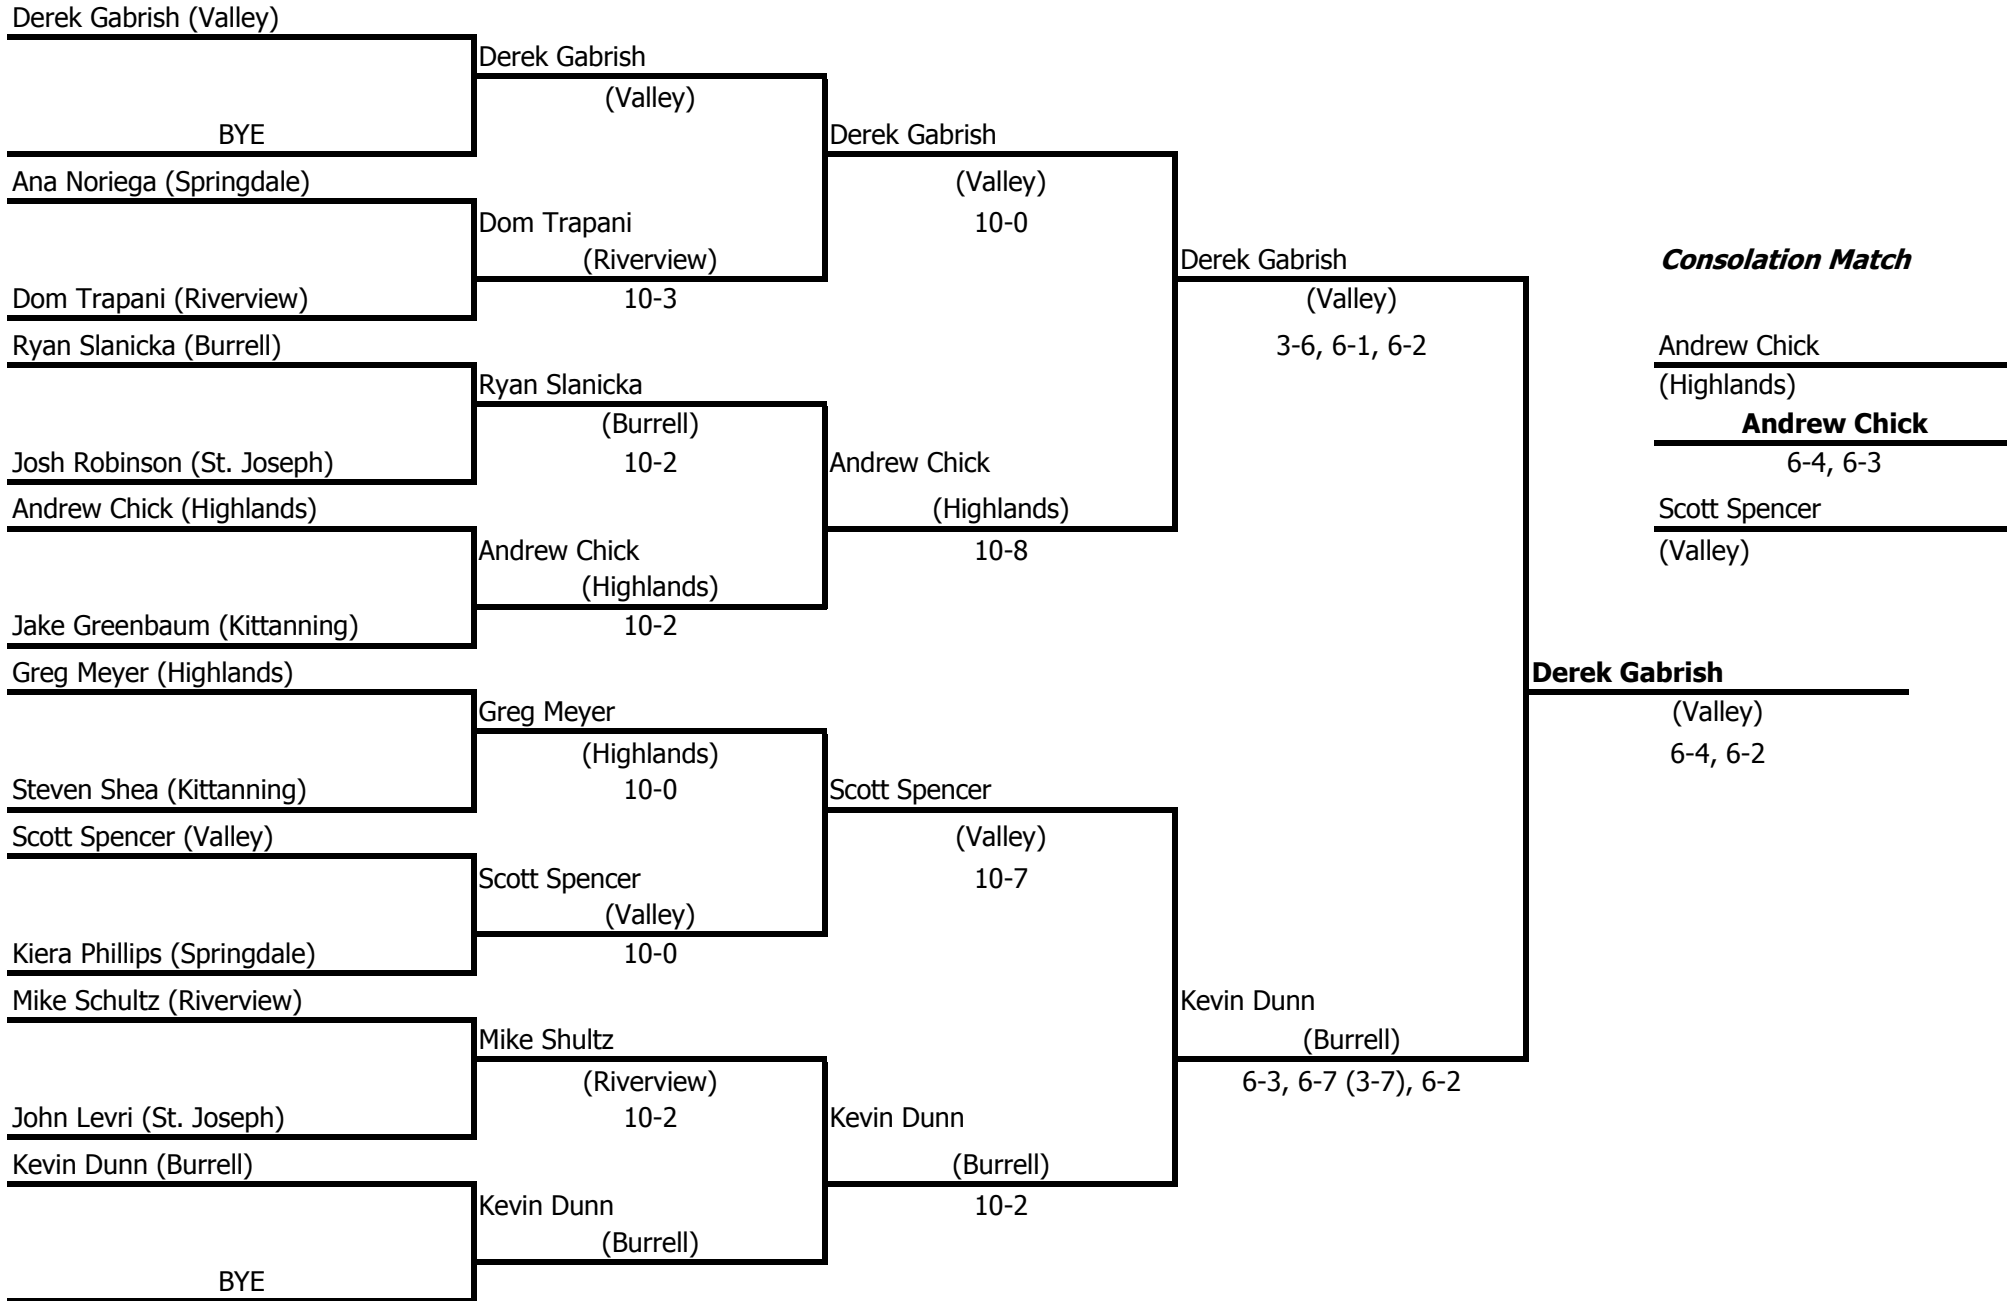 Derek Gabrish (Valley)
Derek Gabrish
(Valley)
BYE
Derek Gabrish
Ana Noriega (Springdale)
(Valley)
Dom Trapani
10-0
(Riverview)
Derek Gabrish
Consolation Match
Dom Trapani (Riverview)
10-3
(Valley)
Ryan Slanicka (Burrell)
3-6, 6-1, 6-2
Andrew Chick
Ryan Slanicka
(Highlands)
(Burrell)
Andrew Chick
Josh Robinson (St. Joseph)
10-2
Andrew Chick
6-4, 6-3
Andrew Chick (Highlands)
(Highlands)
Scott Spencer
Andrew Chick
10-8
(Valley)
(Highlands)
Jake Greenbaum (Kittanning)
10-2
Greg Meyer (Highlands)
Derek Gabrish
Greg Meyer
(Valley)
(Highlands)
6-4, 6-2
Steven Shea (Kittanning)
10-0
Scott Spencer
Scott Spencer (Valley)
(Valley)
Scott Spencer
10-7
(Valley)
Kiera Phillips (Springdale)
10-0
Mike Schultz (Riverview)
Kevin Dunn
Mike Shultz
(Burrell)
(Riverview)
6-3, 6-7 (3-7), 6-2
John Levri (St. Joseph)
10-2
Kevin Dunn
Kevin Dunn (Burrell)
(Burrell)
Kevin Dunn
10-2
(Burrell)
BYE